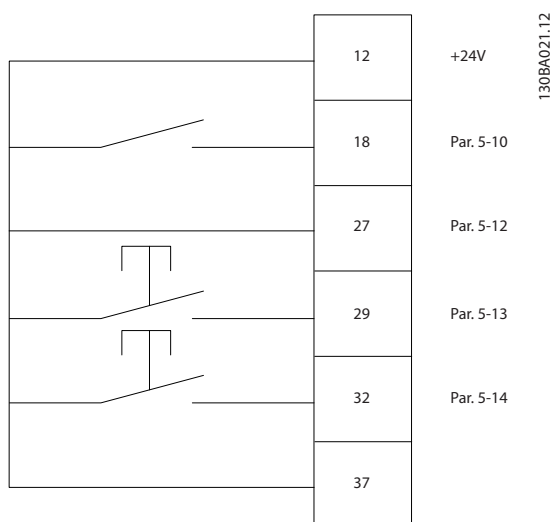 12 +24V
18 Par. 5-10
27 Par. 5-12
29 Par. 5-13
32 Par. 5-14
37
130BA021.12